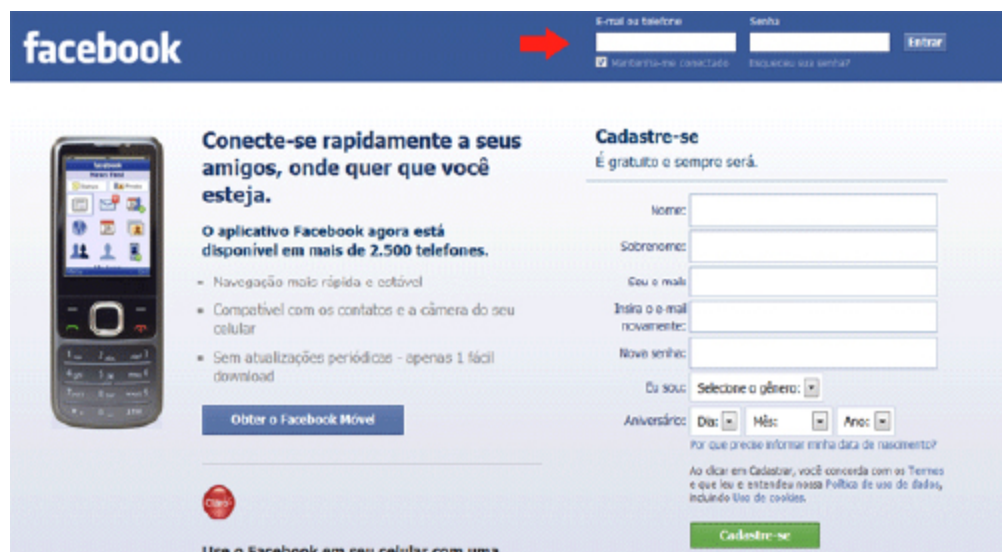 facebook
E-mail ou telefone
Senha
Entrar
Mantenha-me conectado
Esqueceu sua senha?
Conecte-se rapidamente a seus
amigos, onde quer que você
esteja.
O aplicativo Facebook agora está
disponível em mais de 2.500 telefones.
Navegação mais rápida e estável
Compatível com os contatos e a câmera do seu
celular
Sem atualizações periódicas - apenas 1 fácil
download
Obter o Facebook Móvel
Claro
Use o Facebook em seu celular com uma
Cadastre-se
É gratuito e sempre será.
Nome:
Sobrenome:
Seu e-mail:
Insira o e-mail
novamente:
Nova senha:
Eu sou: Selecione o gênero:
Aniversário: Dia: Mês: Ano:
Por que preciso informar minha data de nascimento?
Ao clicar em Cadastrar, você concorda com os Termos
e que leu e entendeu nossa Política de uso de dados,
incluindo Uso de cookies.
Cadastre-se